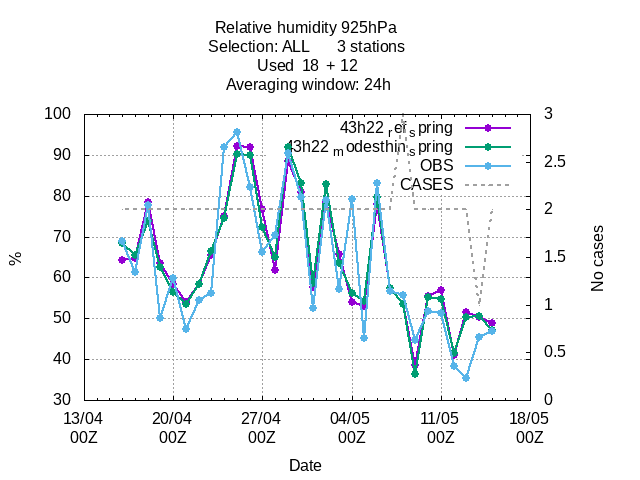 Relative humidity 925hPa
Selection: ALL 3 stations
Used 18 + 12
Averaging window: 24h
100 3
43h22 refspring
43h22 modesthinspring
90 2.5
OBS
CASES
80 2
70 1.5
%
No cases
60 1
50
40 0.5
30 0
13/04 20/04 27/04 04/05 11/05 18/05
00Z 00Z 00Z 00Z 00Z 00Z
Date